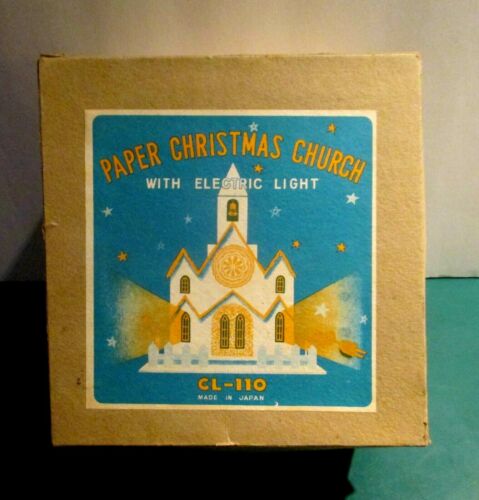 PAPER CHRISTMAS CHURCH
WITH ELECTRIC LIGHT
CL-110
MADE IN JAPAN